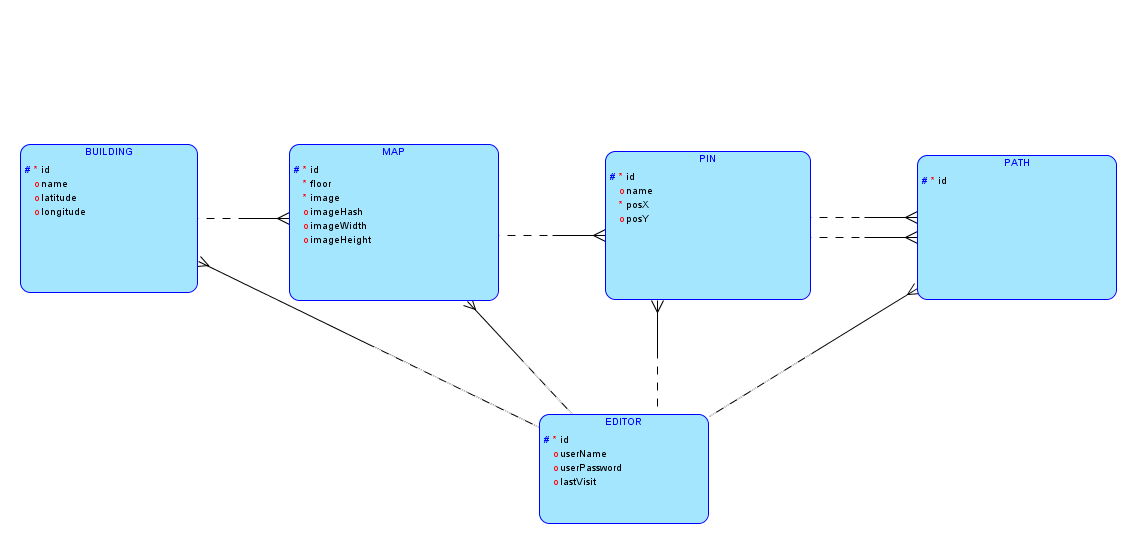 BUILDING
# * id
o name
o latitude
o longitude
MAP
# * id
* floor
* image
o imageHash
o imageWidth
o imageHeight
PIN
# * id
o name
* posX
o posY
PATH
# * id
EDITOR
# * id
o userName
o userPassword
o lastVisit